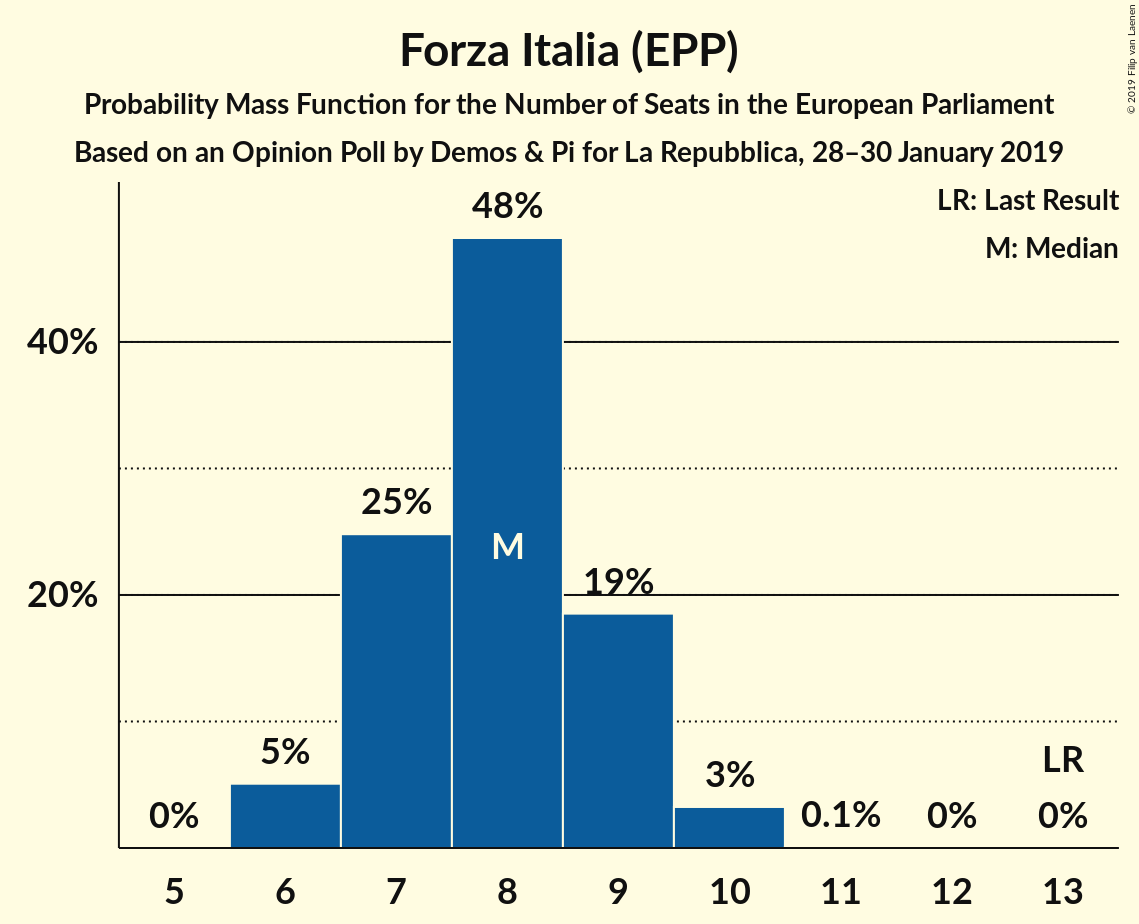 Forza Italia (EPP)
Probability Mass Function for the Number of Seats in the European Parliament
Based on an Opinion Poll by Demos & Pi for La Repubblica, 28–30 January 2019
© 2019 Filip van Laenen
LR: Last Result
M: Median
48%
40%
25%
M
19%
20%
5%
3%
LR
0%
0.1%
0%
0%
5 6 7 8 9 10 11 12 13